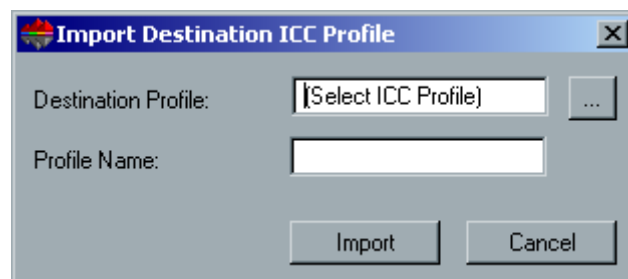 Import Destination ICC Profile
Destination Profile: (Select ICC Profile) ...
Profile Name:
Import Cancel